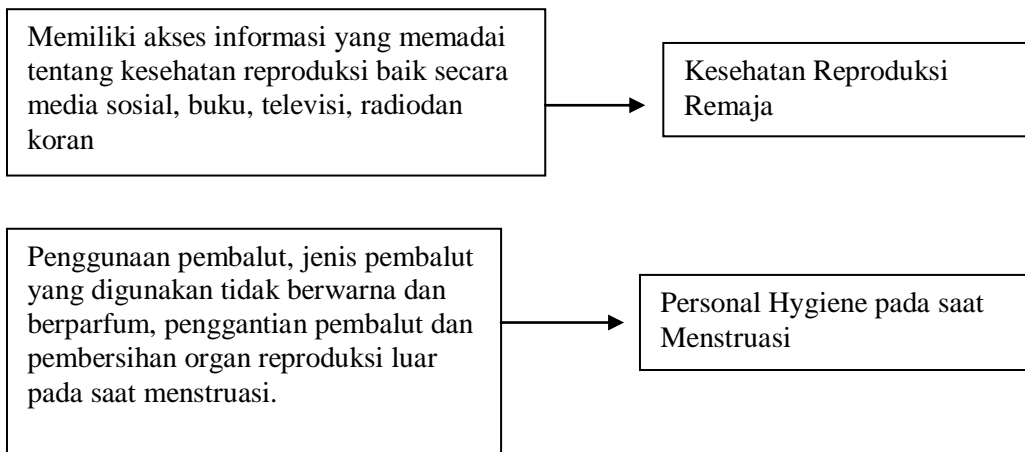 Memiliki akses informasi yang memadai
tentang kesehatan reproduksi baik secara
media sosial, buku, televisi, radiodan
koran
Kesehatan Reproduksi
Remaja
Penggunaan pembalut, jenis pembalut
yang digunakan tidak berwarna dan
berparfum, penggantian pembalut dan
pembersihan organ reproduksi luar
pada saat menstruasi.
Personal Hygiene pada saat
Menstruasi